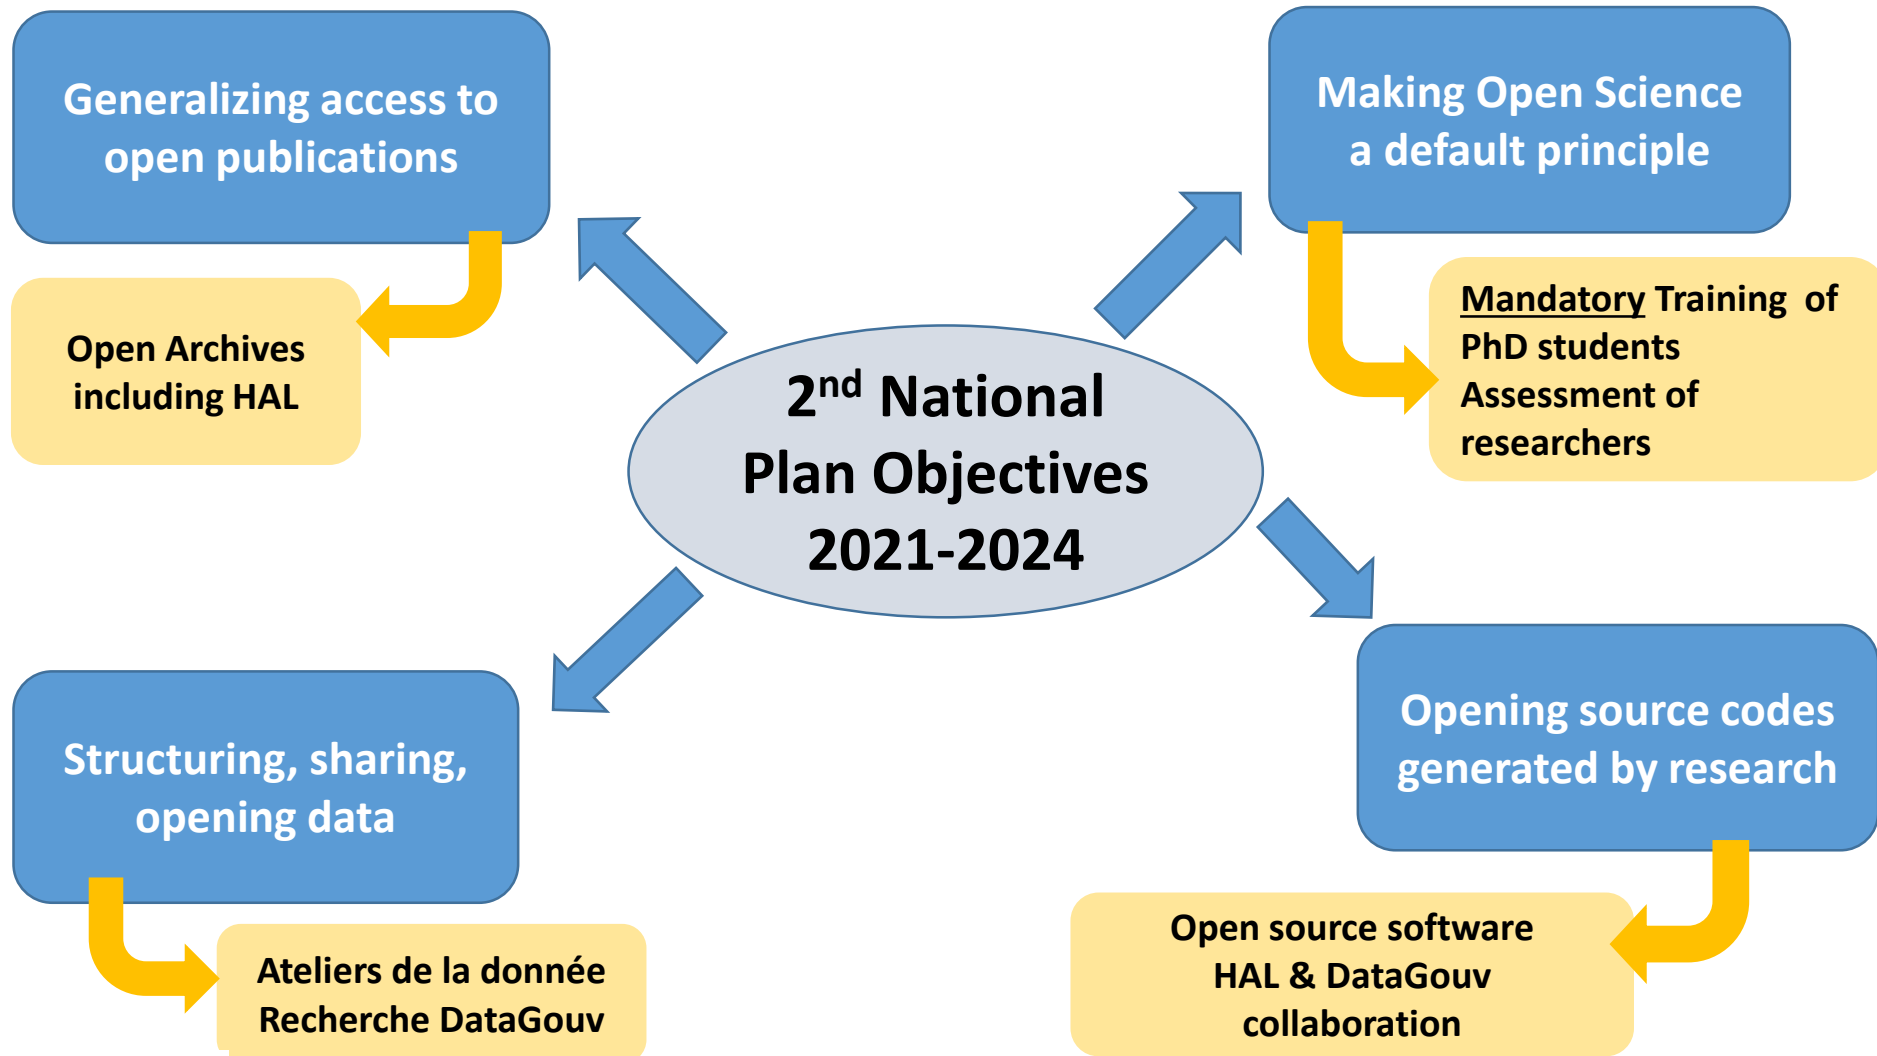 Generalizing access to
open publications
Making Open Science
a default principle
Open Archives
including HAL
Mandatory Training of
PhD students
Assessment of
researchers
2nd National
Plan Objectives
2021-2024
Structuring, sharing,
opening data
Opening source codes
generated by research
Ateliers de la donnée
Recherche DataGouv
Open source software
HAL & DataGouv
collaboration